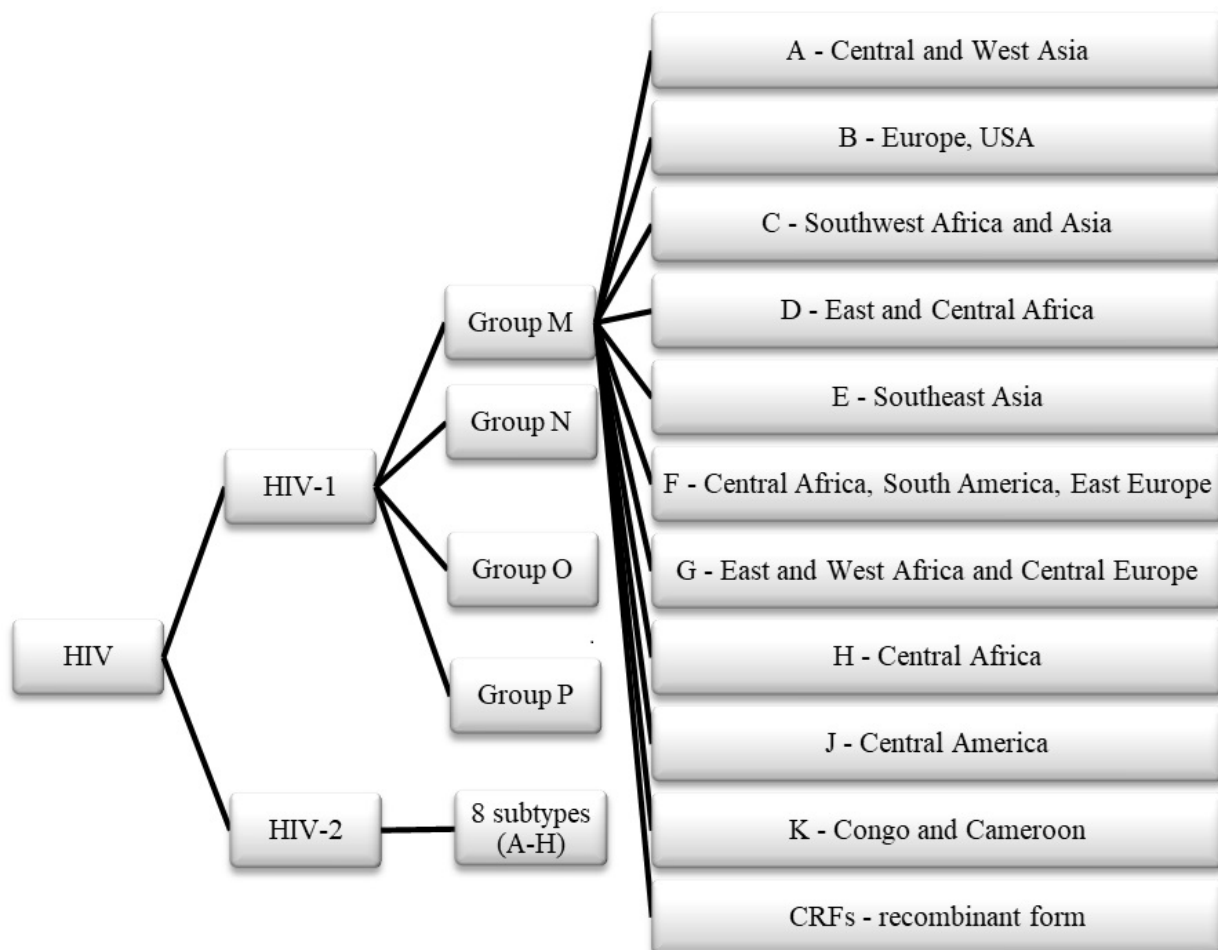 HIV
HIV-1
HIV-2
Group M
Group N
Group O
Group P
8 subtypes
(A-H)
A - Central and West Asia
B - Europe, USA
C - Southwest Africa and Asia
D - East and Central Africa
E - Southeast Asia
F - Central Africa, South America, East Europe
G - East and West Africa and Central Europe
H - Central Africa
J - Central America
K - Congo and Cameroon
CRFs - recombinant form